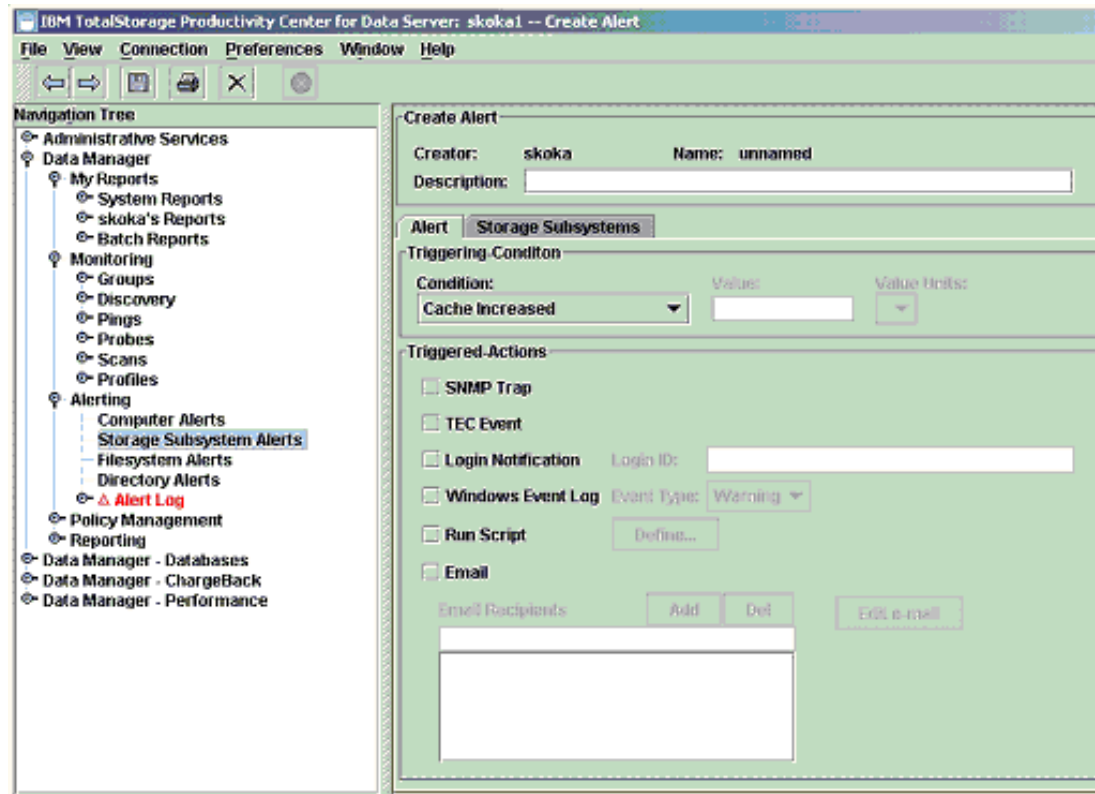 IBM TotalStorage Productivity Center for Data Server: skoka1 -- Create Alert
File View Connection Preferences Window Help
Navigation Tree
Administrative Services
Data Manager
My Reports
System Reports
skoka's Reports
Batch Reports
Monitoring
Groups
Discovery
Pings
Probes
Scans
Profiles
Alerting
Computer Alerts
Storage Subsystem Alerts
Filesystem Alerts
Directory Alerts
Alert Log
Policy Management
Reporting
Data Manager - Databases
Data Manager - ChargeBack
Data Manager - Performance
Create Alert
Creator: skoka Name: unnamed
Description:
Alert Storage Subsystems
Triggering-Conditon
Condition: Value: Value Units:
Cache Increased
Triggered-Actions
SNMP Trap
TEC Event
Login Notification Login ID:
Windows Event Log Event Type: Warning
Run Script Define...
Email
Email Recipients Add Del Edit e-mail